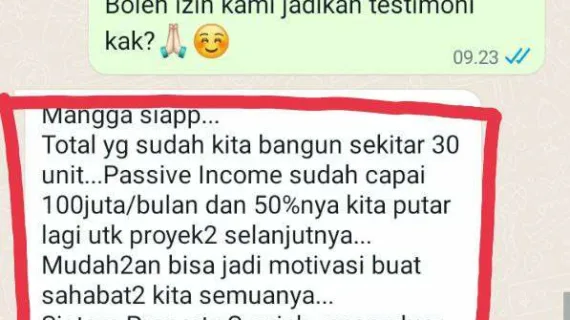 Boleh izin kami jadikan testimoni
kak?🙏🏻☺️
09.23
Mangga siapp...
Total yg sudah kita bangun sekitar 30
unit...Passive Income sudah capai
100juta/bulan dan 50%nya kita putar
lagi utk proyek2 selanjutnya...
Mudah2an bisa jadi motivasi buat
sahabat2 kita semuanya...